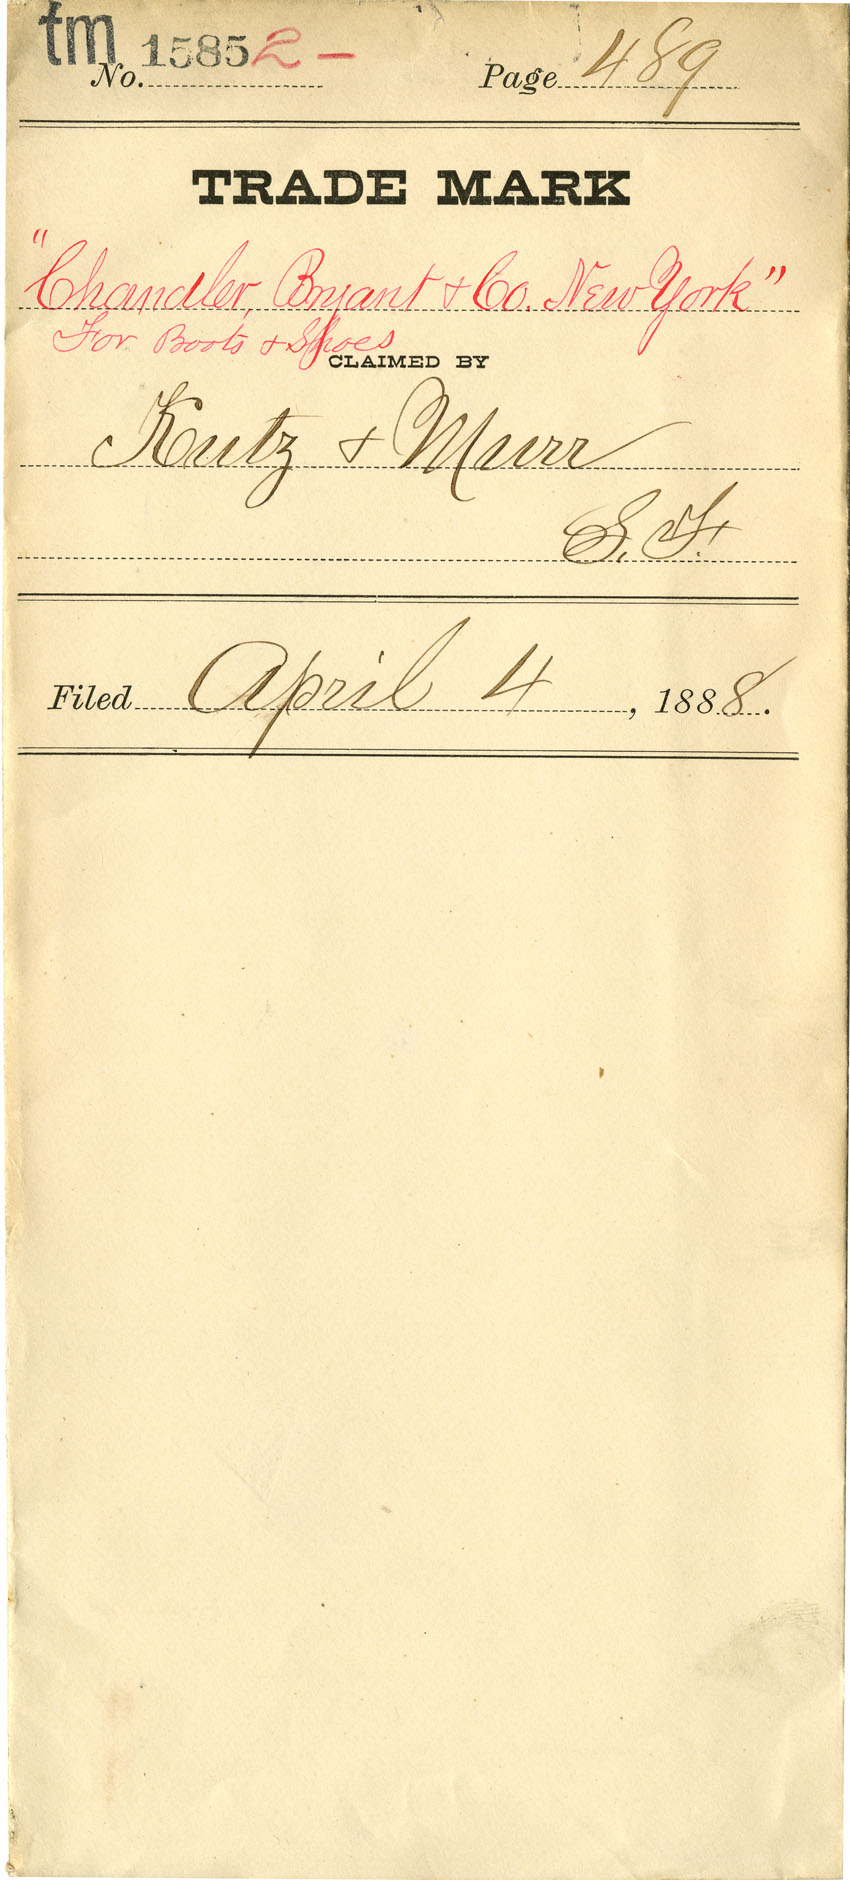 tm
No. 15852 - Page 489
TRADE MARK
"Chandler, Bryant & Co. New York"
For Boots & Shoes
CLAIMED BY
Kutz & Murr
S. F.
Filed April 4, 1888.